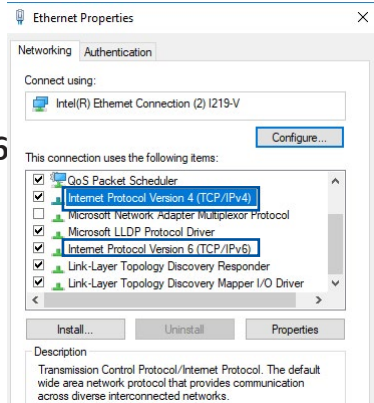 Ethernet Properties
Networking Authentication
Connect using:
Intel(R) Ethernet Connection (2) I219-V
6
Configure...
This connection uses the following items:
QoS Packet Scheduler
Internet Protocol Version 4 (TCP/IPv4)
Microsoft Network Adapter Multiplexor Protocol
Microsoft LLDP Protocol Driver
Internet Protocol Version 6 (TCP/IPv6)
Link-Layer Topology Discovery Responder
Link-Layer Topology Discovery Mapper I/O Driver
Install... Uninstall Properties
Description
Transmission Control Protocol/Internet Protocol. The default
wide area network protocol that provides communication
across diverse interconnected networks.